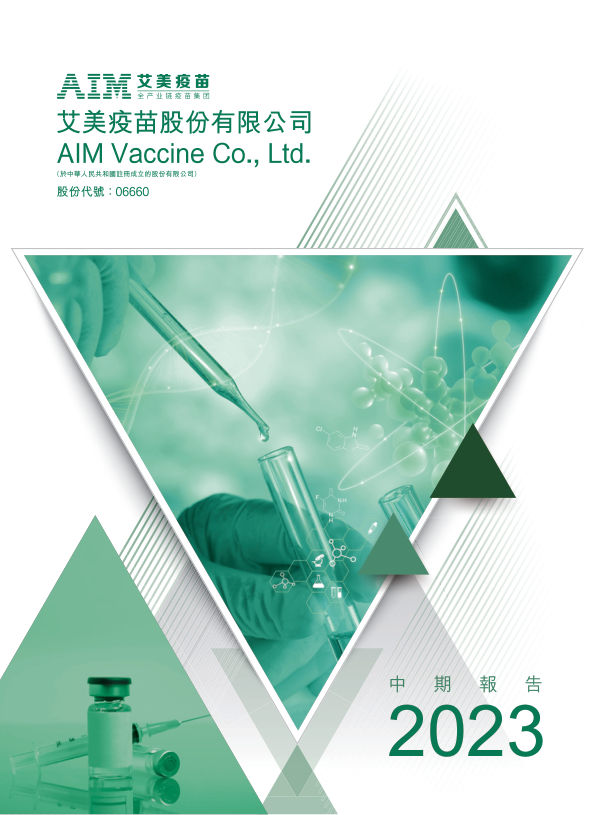 AIM 艾美疫苗
全产业链疫苗集团
艾美疫苗股份有限公司
AIM Vaccine Co., Ltd.
(於中華人民共和國註冊成立的股份有限公司)
股份代號：06660
Cl
H
N
F
NH
N
H
中期報告
2023